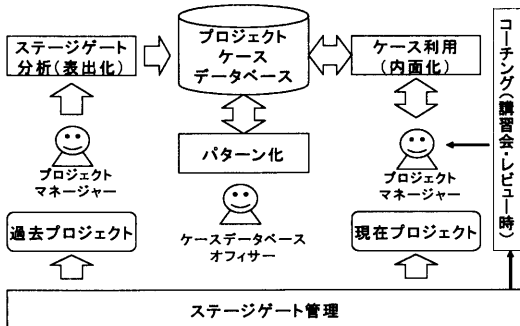 ステージゲート
分析(表出化)
プロジェクト
ケース
データベース
ケース利用
(内面化)
コーチング(講習会・レビュー時)
プロジェクト
マネージャー
パターン化
プロジェクト
マネージャー
過去プロジェクト
ケースデータベース
オフィサー
現在プロジェクト
ステージゲート管理